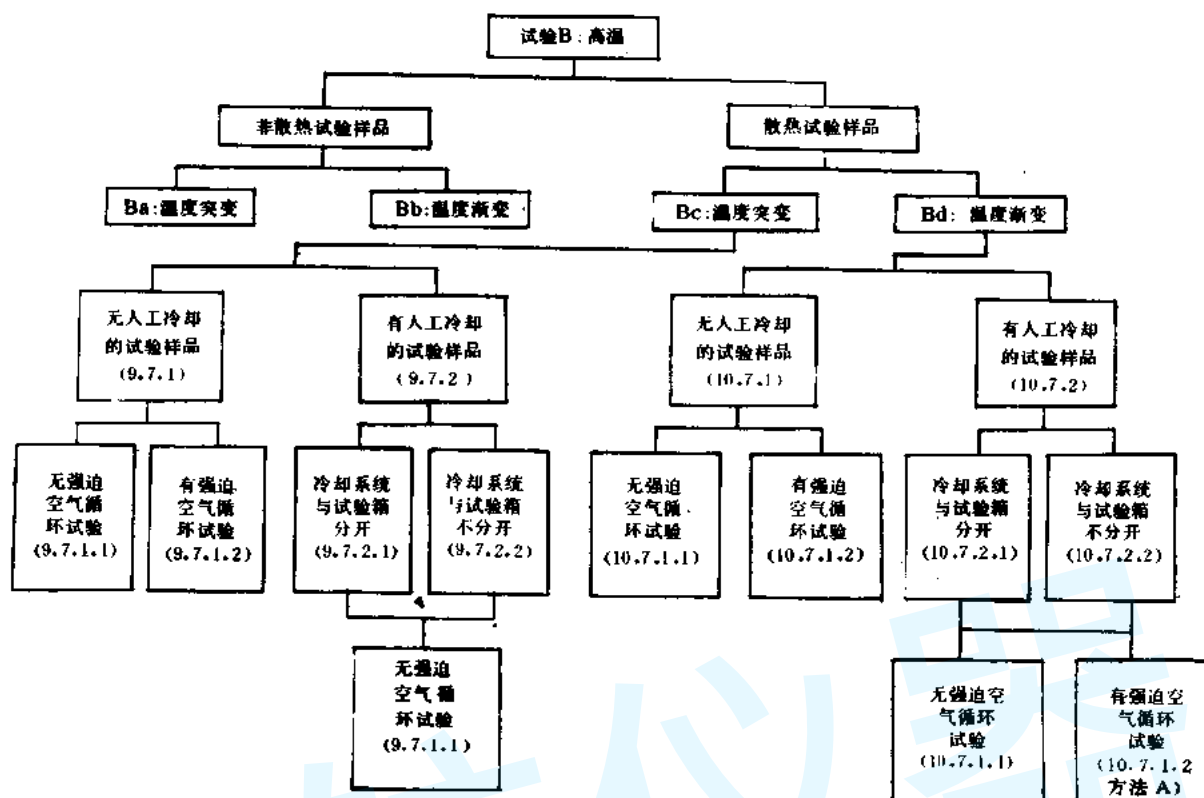 试验B:高温
非散热试验样品
散热试验样品
Ba:温度突变
Bb:温度渐变
Bc:温度突变
Bd: 温度渐变
无人工冷却
的试验样品
(9.7.1)
有人工冷却
的试验样品
(9.7.2)
无人工冷却
的试验样品
(10.7.1)
有人工冷却
的试验样品
(10.7.2)
无强迫
空气循
环试验
(9.7.1.1)
有强迫
空气循
环试验
(9.7.1.2)
冷却系统
与试验箱
分开
(9.7.2.1)
冷却系统
与试验箱
不分开
(9.7.2.2)
无强迫
空气循
环试验
(10.7.1.1)
有强迫
空气循
环试验
(10.7.1.2)
冷却系统
与试验箱
分开
(10.7.2.1)
冷却系统
与试验箱
不分开
(10.7.2.2)
无强迫
空气循
环试验
(9.7.1.1)
无强迫空
气循环
试验
(10.7.1.1)
有强迫空
气循环
试验
(10.7.1.2
方法 A)
仪器